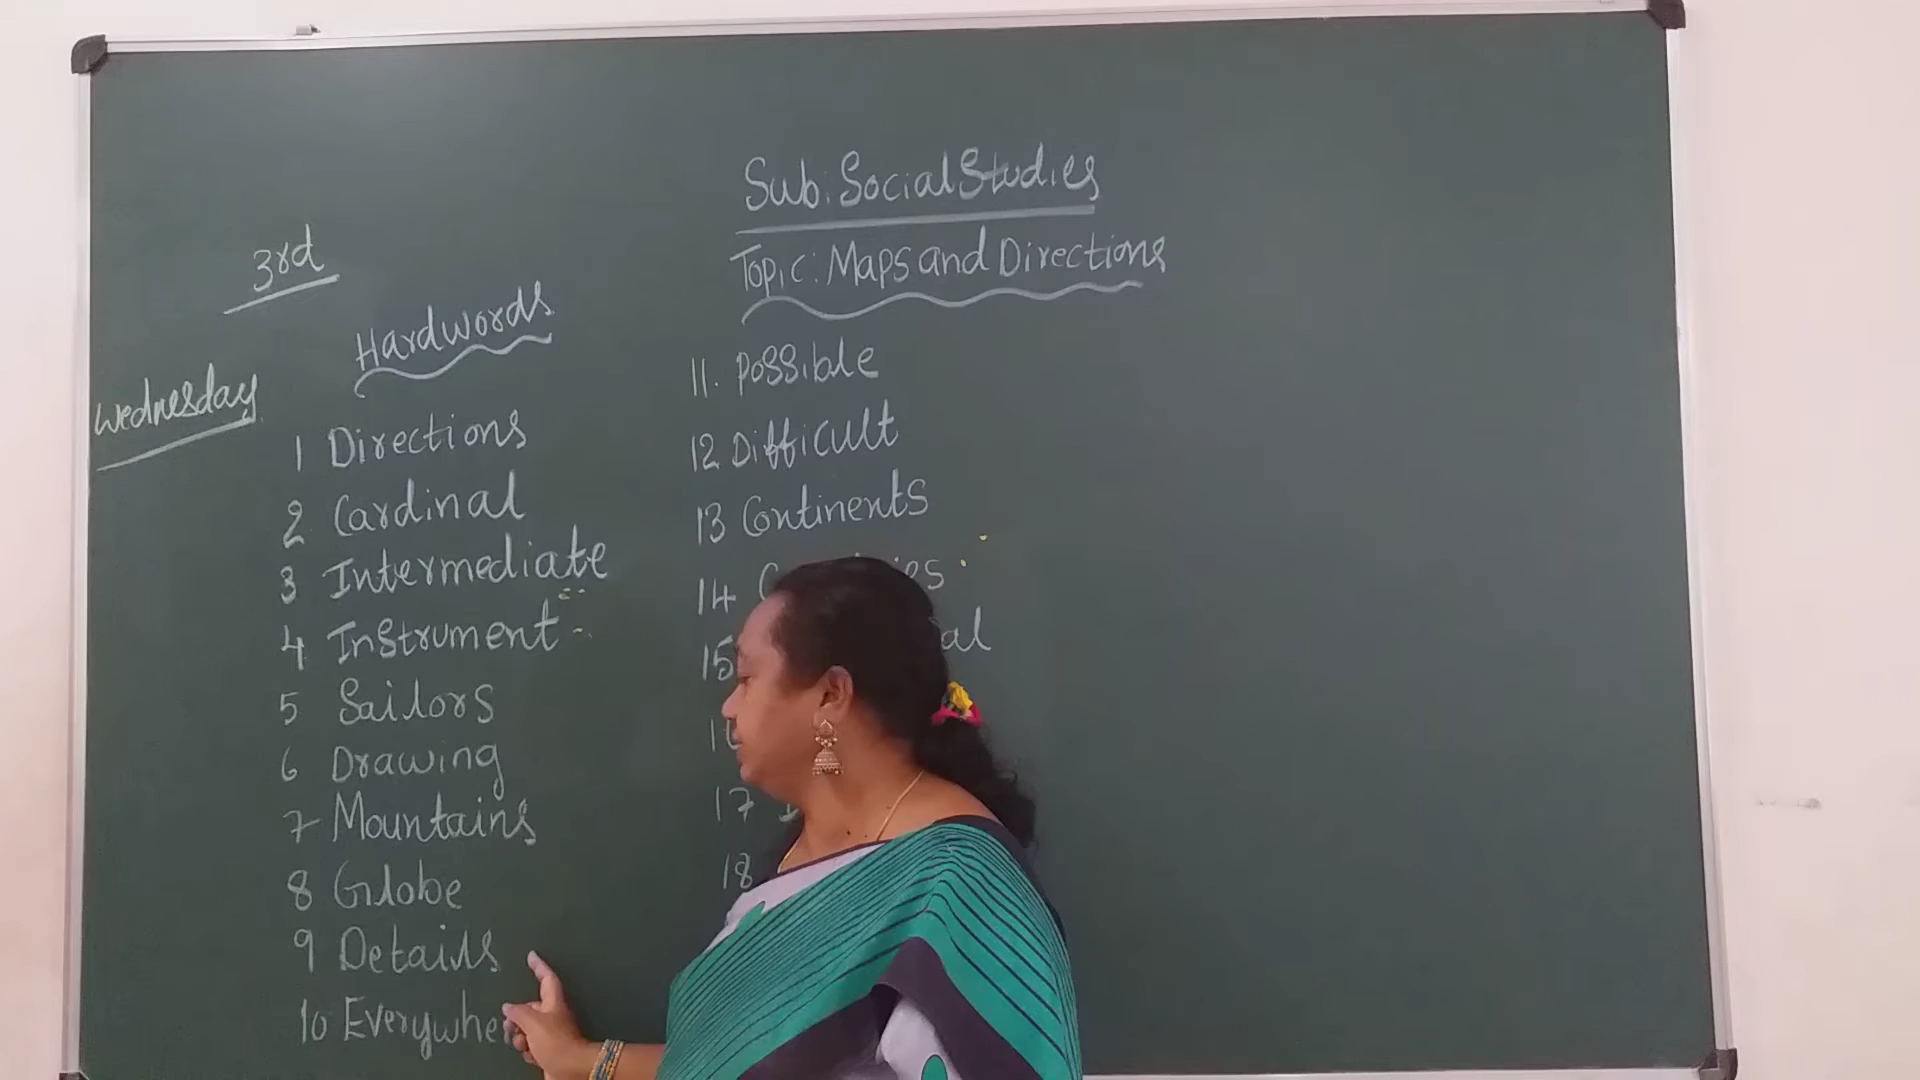 Sub: Social Studies
Topic: Maps and Directions
3rd
Wednesday
Hardwords
1 Directions
2 Cardinal
3 Intermediate
4 Instrument
5 Sailors
6 Drawing
7 Mountains
8 Globe
9 Details
10
11. Possible
12 Difficult
13 Continents
14
15
17
18